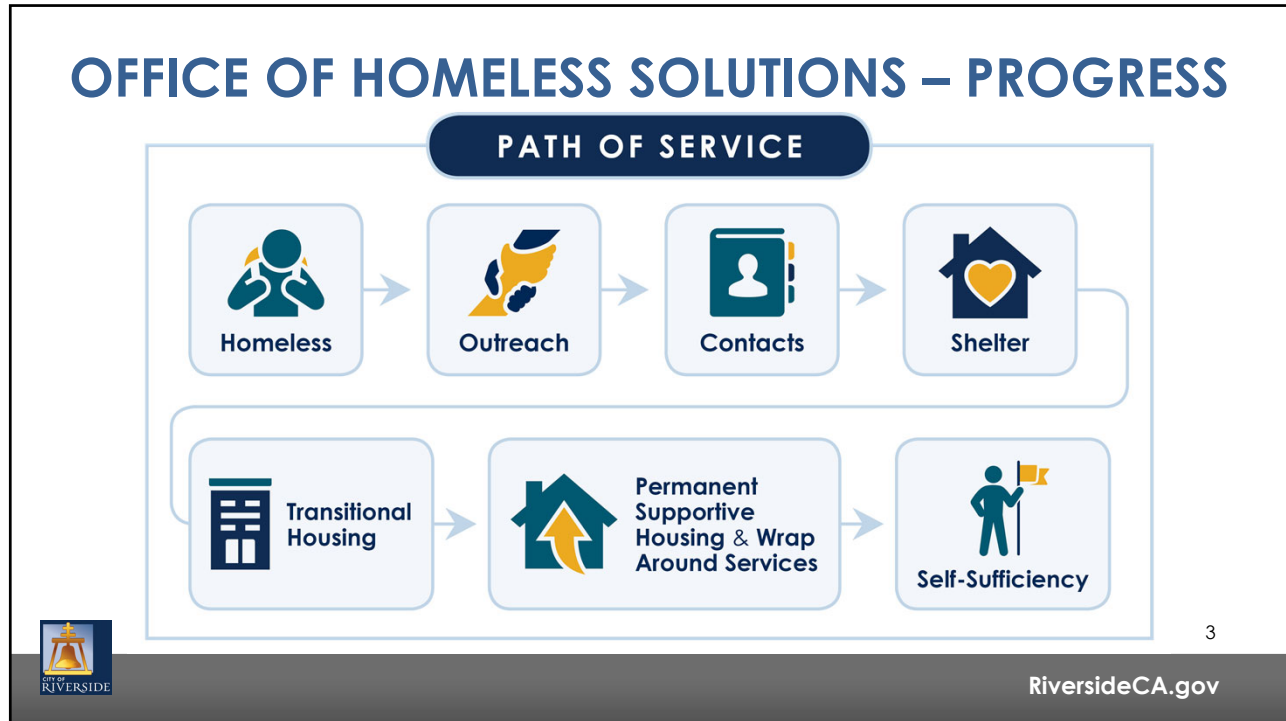 OFFICE OF HOMELESS SOLUTIONS – PROGRESS
PATH OF SERVICE
Homeless
Outreach
Contacts
Shelter
Transitional
Housing
Permanent
Supportive
Housing & Wrap
Around Services
Self-Sufficiency
3
CITY OF
RIVERSIDE
RiversideCA.gov